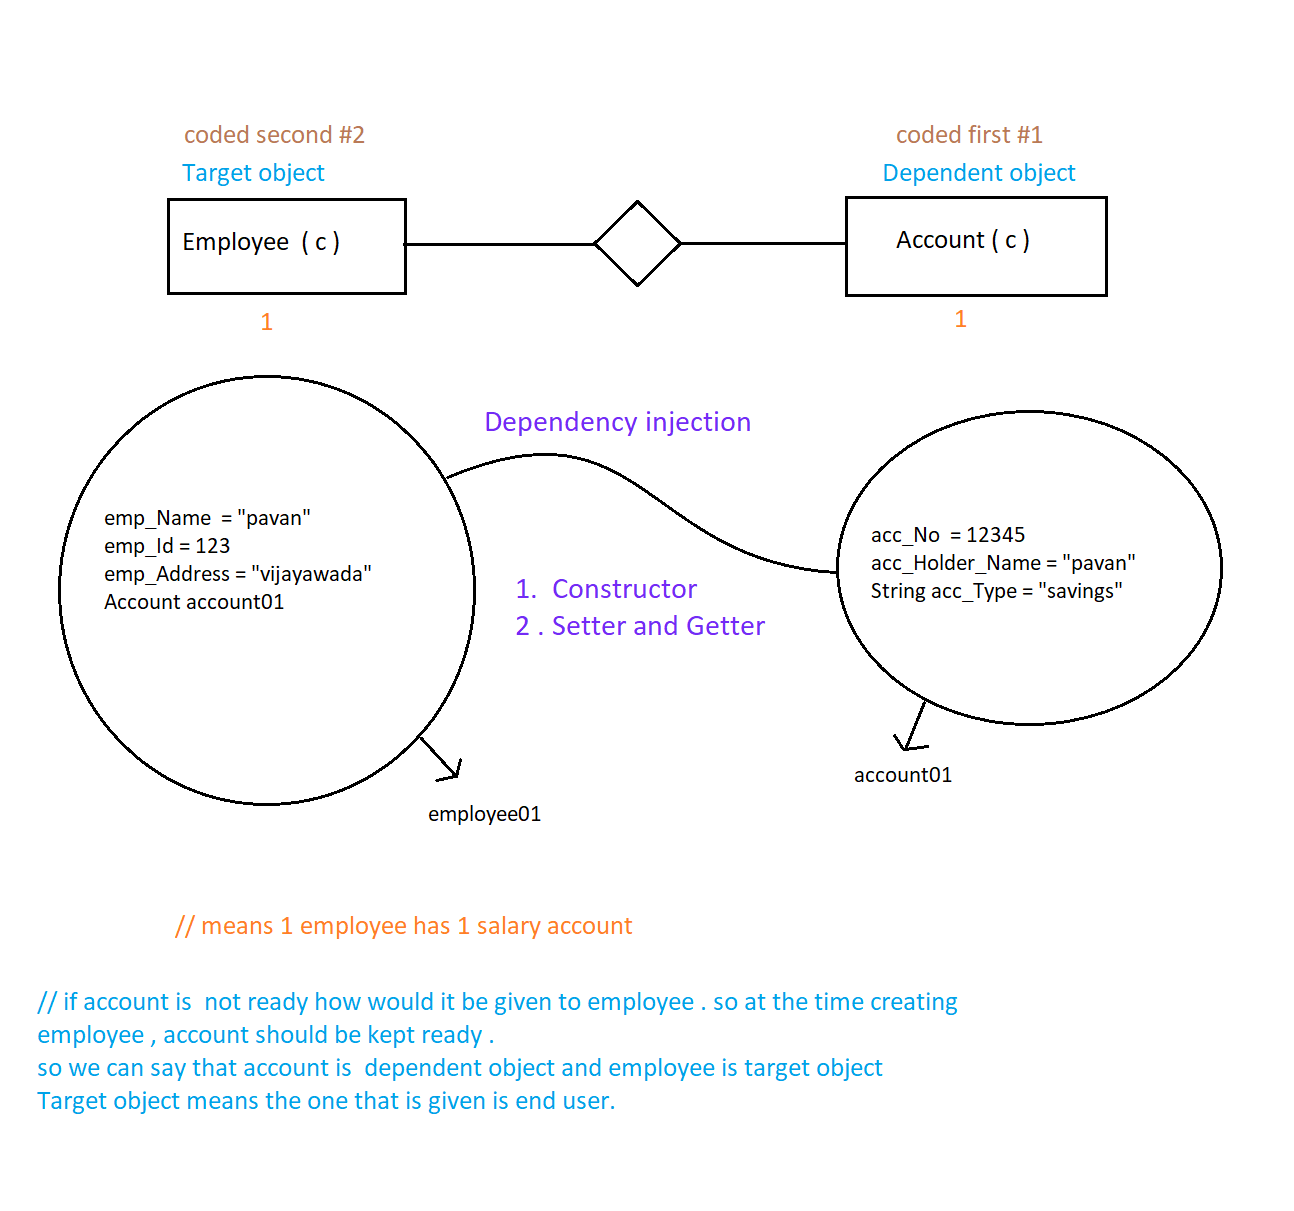 coded second #2
coded first #1
Target object
Dependent object
Employee  ( c )
Account ( c )
1
1
Dependency injection
emp_Name  = "pavan"
emp_Id = 123
emp_Address = "vijayawada"
Account account01
acc_No  = 12345
acc_Holder_Name = "pavan"
String acc_Type = "savings"
1.  Constructor
2 . Setter and Getter
account01
employee01
// means 1 employee has 1 salary account
// if account is  not ready how would it be given to employee . so at the time creating
employee , account should be kept ready .
so we can say that account is  dependent object and employee is target object
Target object means the one that is given is end user.